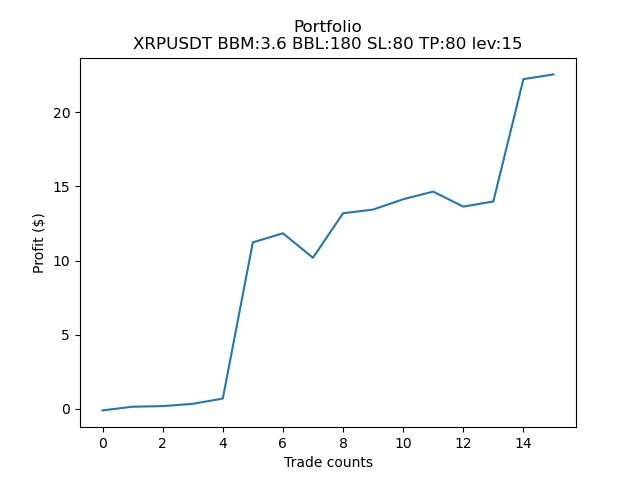 Portfolio
XRPUSDT BBM:3.6 BBL:180 SL:80 TP:80 lev:15
Profit ($)
20
15
10
5
0
0 2 4 6 8 10 12 14
Trade counts